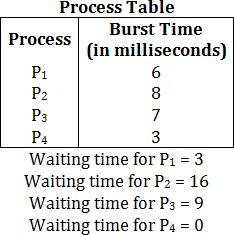 Process Table
Process Burst Time (in milliseconds)
P1 6
P2 8
P3 7
P4 3
Waiting time for P1 = 3
Waiting time for P2 = 16
Waiting time for P3 = 9
Waiting time for P4 = 0